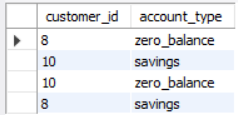 customer_id account_type
8 zero_balance
10 savings
10 zero_balance
8 savings